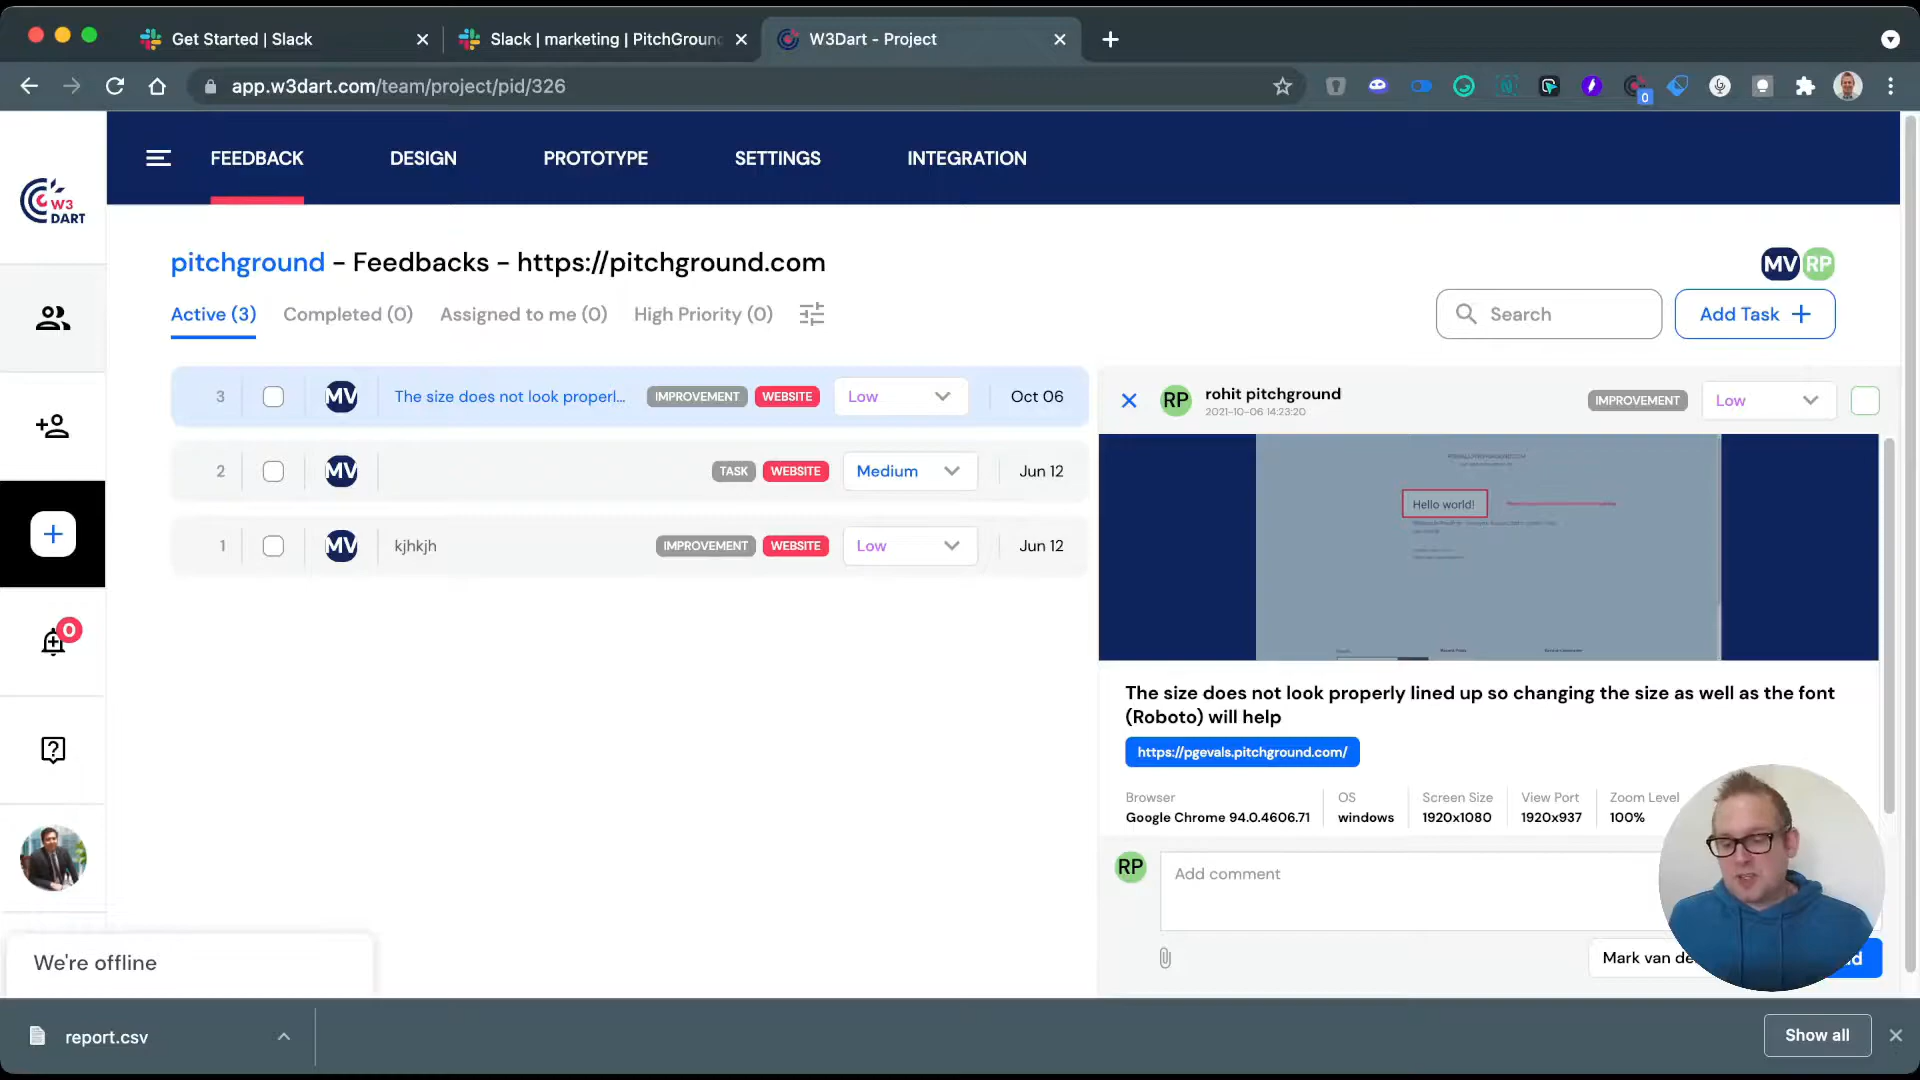 Get Started | Slack
Slack | marketing | PitchGroun
W3Dart - Project
app.w3dart.com/team/project/pid/326
0
W3
DART
FEEDBACK
DESIGN
PROTOTYPE
SETTINGS
INTEGRATION
pitchground - Feedbacks - https://pitchground.com
MV
RP
Active (3)
Completed (0)
Assigned to me (0)
High Priority (0)
Search
Add Task
3
MV
The size does not look properl...
IMPROVEMENT
WEBSITE
Low
Oct 06
2
MV
TASK
WEBSITE
Medium
Jun 12
1
MV
kjhkjh
IMPROVEMENT
WEBSITE
Low
Jun 12
0
RP
rohit pitchground
2021-10-06 14:23:20
IMPROVEMENT
Low
Hello world!
The size does not look properly lined up so changing the size as well as the font
(Roboto) will help
https://pgevals.pitchground.com/
Browser
Google Chrome 94.0.4606.71
OS
windows
Screen Size
1920x1080
View Port
1920x937
Zoom Level
100%
RP
Add comment
Mark van de
We're offline
report.csv
Show all